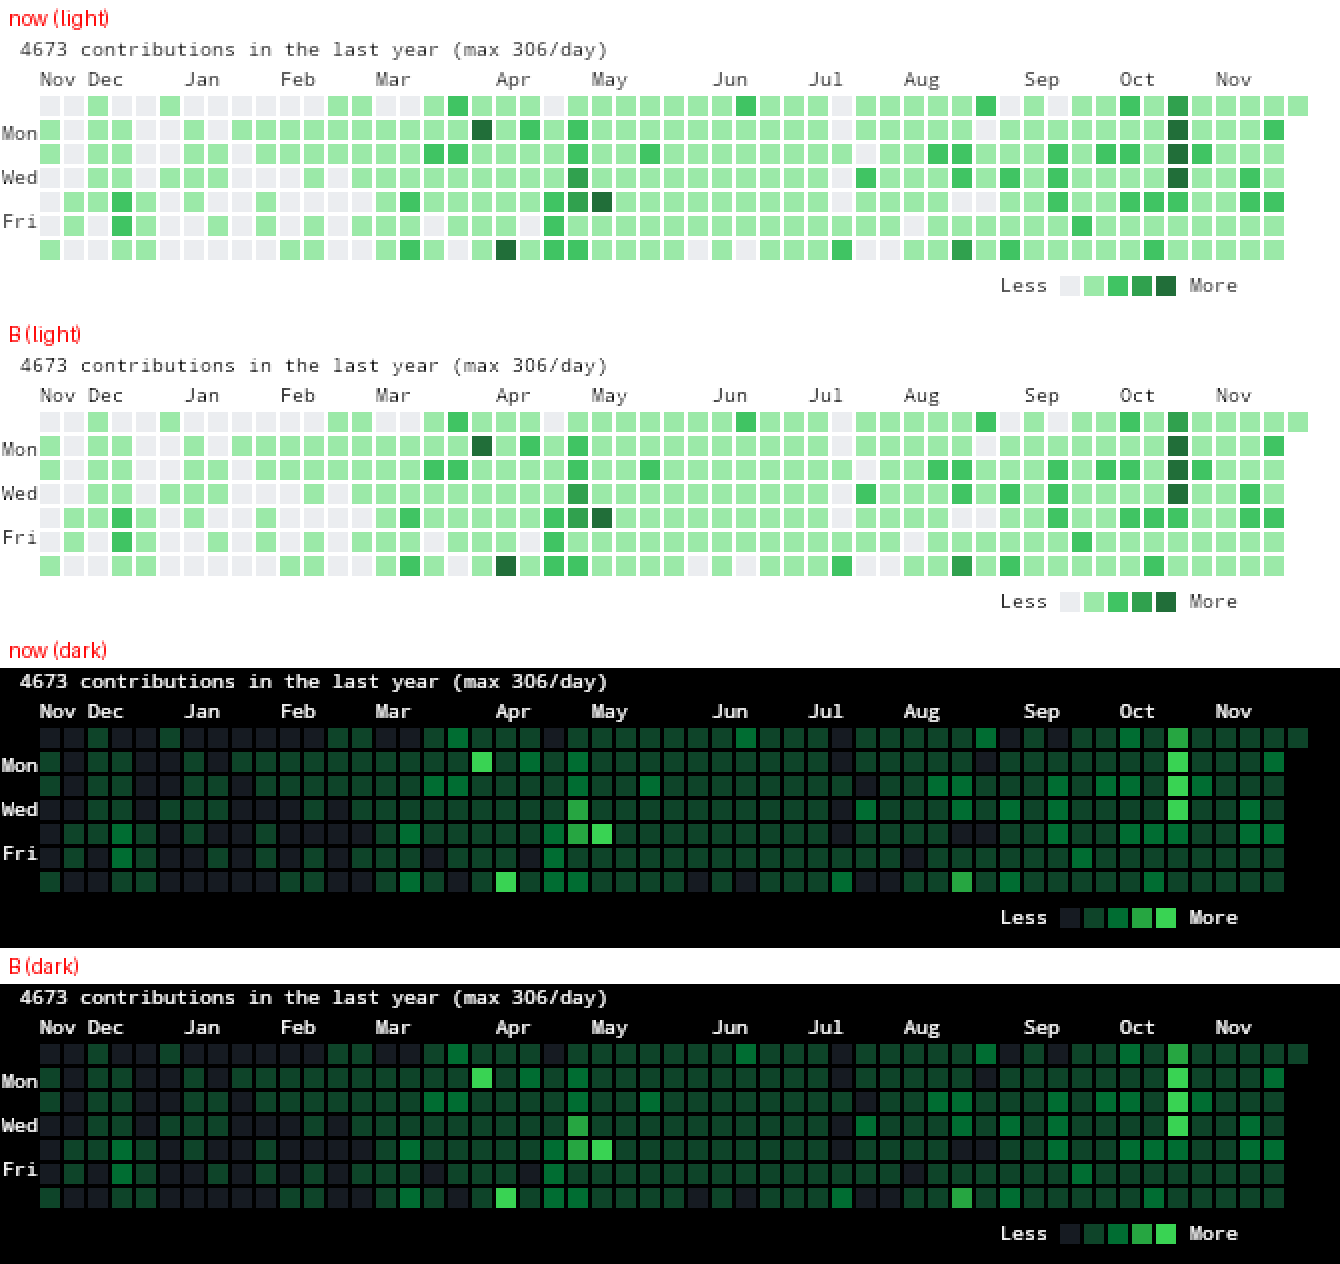 now (light)
4673 contributions in the last year (max 306/day)
Nov Dec Jan Feb Mar Apr May Jun Jul Aug Sep Oct Nov
Mon
Wed
Fri
Less More
B (light)
4673 contributions in the last year (max 306/day)
Nov Dec Jan Feb Mar Apr May Jun Jul Aug Sep Oct Nov
Mon
Wed
Fri
Less More
now (dark)
4673 contributions in the last year (max 306/day)
Nov Dec Jan Feb Mar Apr May Jun Jul Aug Sep Oct Nov
Mon
Wed
Fri
Less More
B (dark)
4673 contributions in the last year (max 306/day)
Nov Dec Jan Feb Mar Apr May Jun Jul Aug Sep Oct Nov
Mon
Wed
Fri
Less More